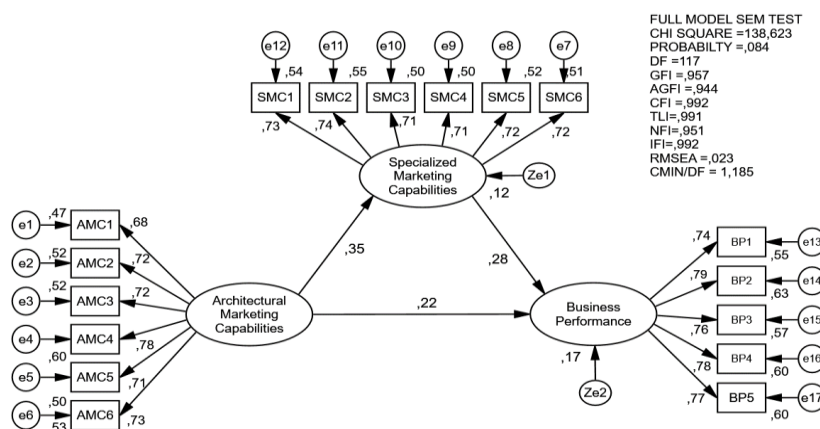 FULL MODEL SEM TEST
CHI SQUARE =138,623
PROBABILTY =,084
DF =117
GFI =,957
AGFI =,944
CFI =,992
TLI=,991
NFI=,951
IFI=,992
RMSEA =,023
CMIN/DF = 1,185
e12 e11 e10 e9 e8 e7
,54 ,55 ,50 ,50 ,52 ,51
SMC1 SMC2 SMC3 SMC4 SMC5 SMC6
,73 ,74 ,71 ,71 ,72 ,72
Specialized
Marketing
Capabilities
Ze1
,12
,35
,28
e1 ,47 AMC1 ,68
e2 ,52 AMC2 ,72
e3 ,52 AMC3 ,72
e4 AMC4 ,78
,60
e5 AMC5 ,71
,50
e6 AMC6 ,73
,53
Architectural
Marketing
Capabilities
,22
Business
Performance
,17
Ze2
,74 BP1 ,55 e13
,79 BP2 ,63 e14
,76 BP3 ,57 e15
,78 BP4 ,60 e16
,77 BP5 ,60 e17